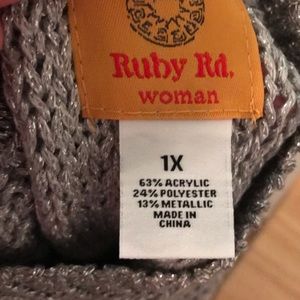 Ruby Rd.
woman
1X
63% ACRYLIC
24% POLYESTER
13% METALLIC
MADE IN
CHINA